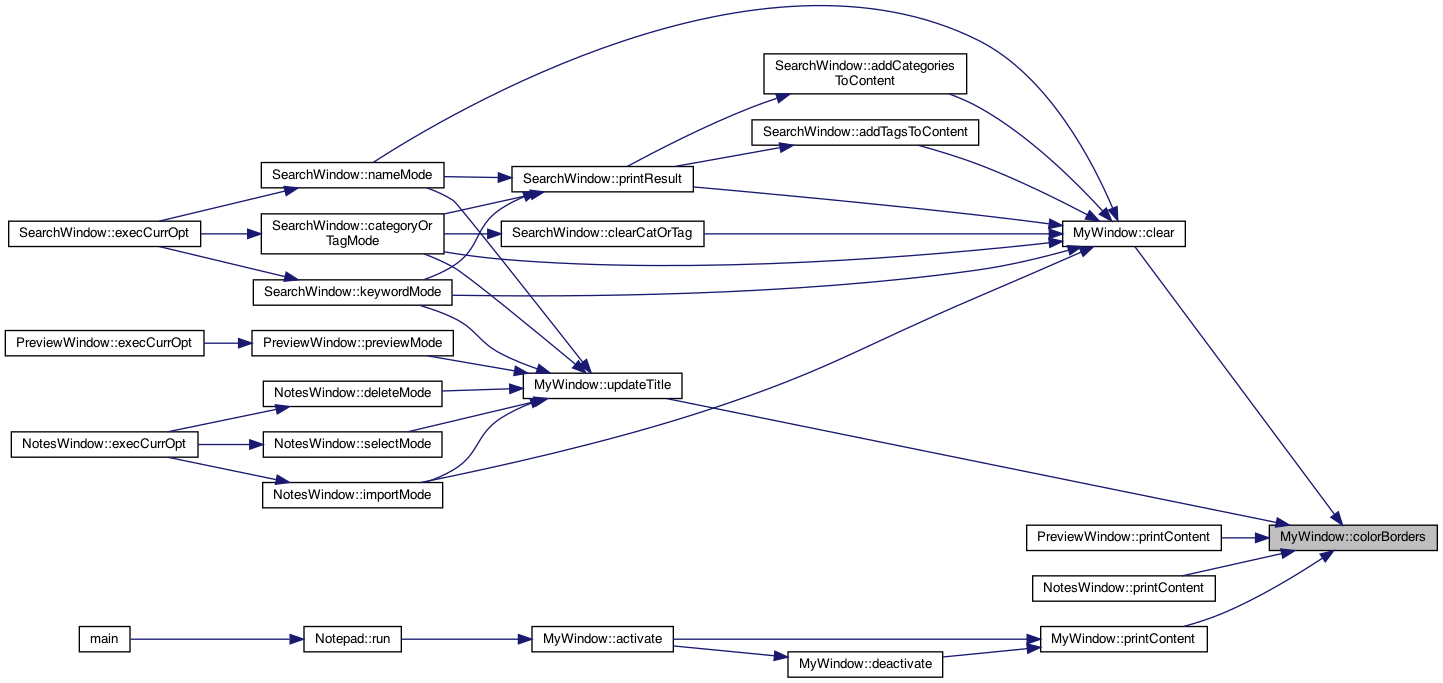 SearchWindow::addCategories
ToContent
SearchWindow::addTagsToContent
SearchWindow::nameMode
SearchWindow::printResult
SearchWindow::execCurrOpt
SearchWindow::categoryOr
TagMode
SearchWindow::clearCatOrTag
MyWindow::clear
SearchWindow::keywordMode
PreviewWindow::execCurrOpt
PreviewWindow::previewMode
MyWindow::updateTitle
NotesWindow::deleteMode
NotesWindow::execCurrOpt
NotesWindow::selectMode
NotesWindow::importMode
PreviewWindow::printContent
MyWindow::colorBorders
NotesWindow::printContent
main
Notepad::run
MyWindow::activate
MyWindow::printContent
MyWindow::deactivate